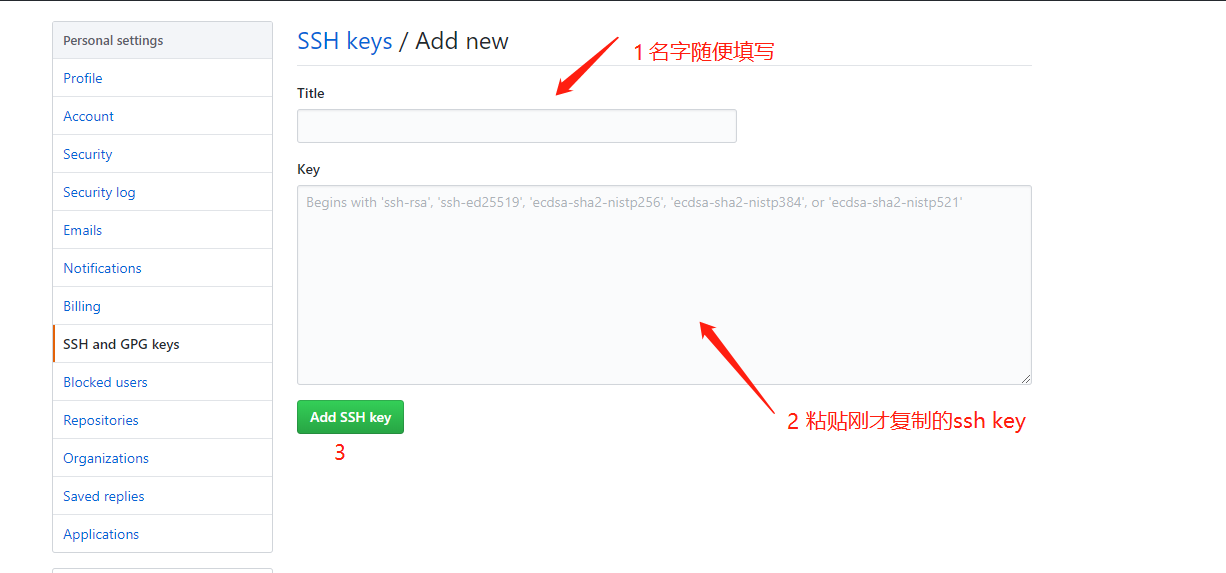 Personal settings
Profile
Account
Security
Security log
Emails
Notifications
Billing
SSH and GPG keys
Blocked users
Repositories
Organizations
Saved replies
Applications
SSH keys / Add new
1 名字随便填写
Title
Key
Begins with 'ssh-rsa', 'ssh-ed25519', 'ecdsa-sha2-nistp256', 'ecdsa-sha2-nistp384', or 'ecdsa-sha2-nistp521'
2 粘贴刚才复制的ssh key
Add SSH key
3